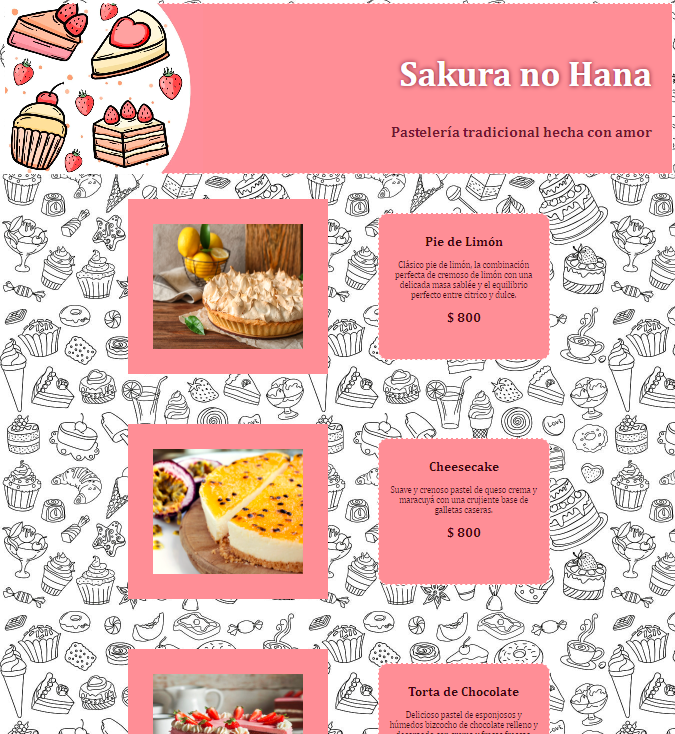 Sakura no Hana
Pastelería tradicional hecha con amor
Pie de Limón
Clásico pie de limón, la combinación
perfecta de cremoso de limón con una
delicada masa sablée y el equilibrio
perfecto entre cítrico y dulce.
$ 800
Cheesecake
Suave y crenoso pastel de queso crema y
maracuyá con una crujiente base de
galletas caseras.
$ 800
Torta de Chocolate
Delicioso pastel de esponjosos y
húmedos bizcocho de chocolate relleno y
LOVE
LOVE